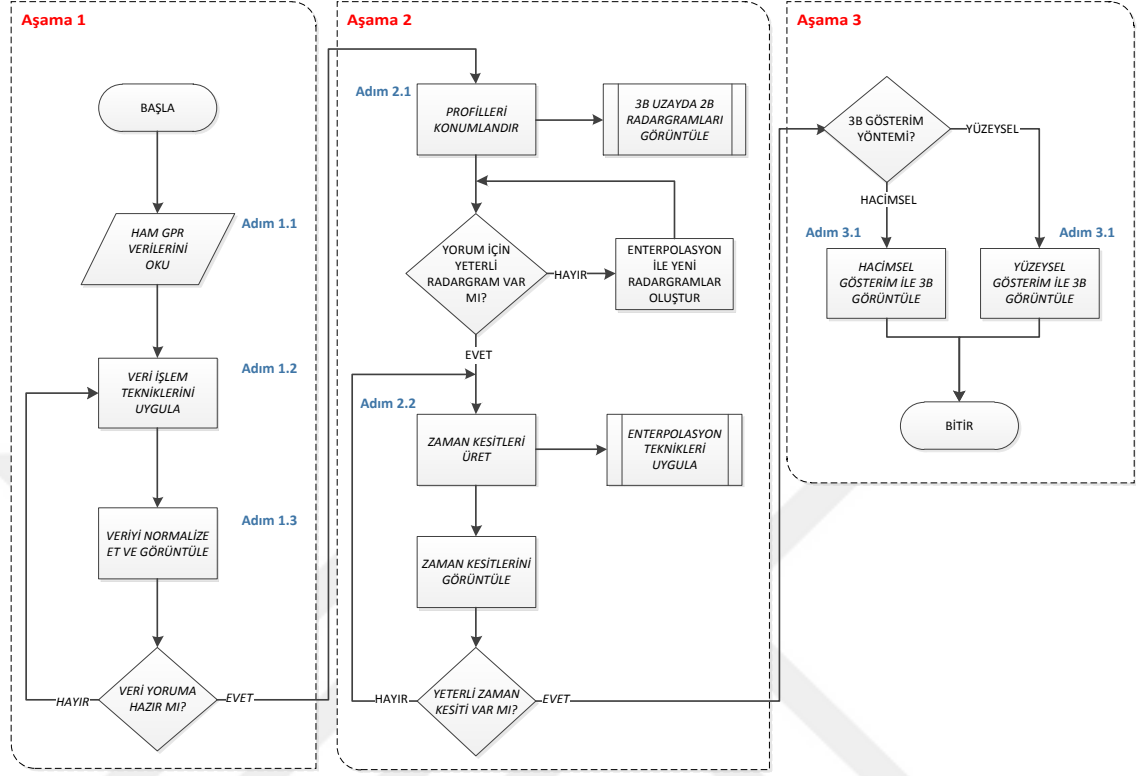 Aşama 1
BAŞLA
Adım 1.1
HAM GPR
VERİLERİNİ
OKU
Adım 1.2
VERİ İŞLEM
TEKNİKLERİNİ
UYGULA
Adım 1.3
VERİYİ NORMALİZE
ET VE GÖRÜNTÜLE
VERİ YORUMA
HAZIR MI?
HAYIR
EVET
Aşama 2
Adım 2.1
PROFİLLERİ
KONUMLANDIR
3B UZAYDA 2B
RADARGRAMLARI
GÖRÜNTÜLE
YORUM İÇİN
YETERLİ
RADARGRAM VAR
MI?
HAYIR
ENTERPOLASYON
İLE YENİ
RADARGRAMLAR
OLUŞTUR
EVET
Adım 2.2
ZAMAN KESİTLERİ
ÜRET
ENTERPOLASYON
TEKNİKLERİ
UYGULA
ZAMAN KESİTLERİNİ
GÖRÜNTÜLE
YETERLİ ZAMAN
KESİTİ VAR MI?
HAYIR
EVET
Aşama 3
3B GÖSTERİM
YÖNTEMİ?
YÜZEYSEL
HACİMSEL
Adım 3.1
Adım 3.1
HACİMSEL
GÖSTERİM İLE 3B
GÖRÜNTÜLE
YÜZEYSEL
GÖSTERİM İLE 3B
GÖRÜNTÜLE
BİTİR